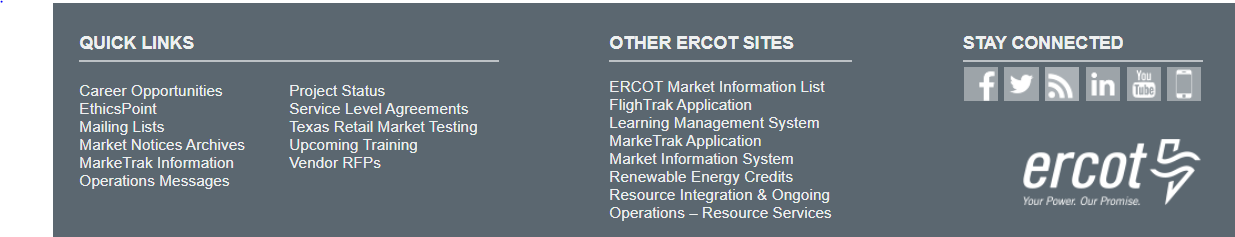 QUICK LINKS
Career Opportunities
EthicsPoint
Mailing Lists
Market Notices Archives
MarkeTrak Information
Operations Messages
Project Status
Service Level Agreements
Texas Retail Market Testing
Upcoming Training
Vendor RFPs
OTHER ERCOT SITES
ERCOT Market Information List
FlighTrak Application
Learning Management System
MarkeTrak Application
Market Information System
Renewable Energy Credits
Resource Integration & Ongoing
Operations – Resource Services
STAY CONNECTED
f
in
You
Tube
ercot
Your Power. Our Promise.